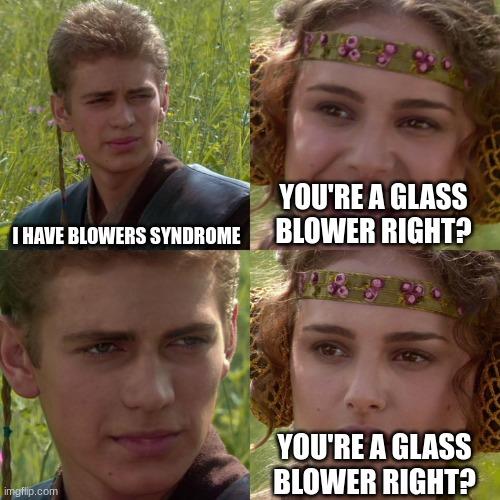 I HAVE BLOWERS SYNDROME
YOU'RE A GLASS
BLOWER RIGHT?
YOU'RE A GLASS
BLOWER RIGHT?
imgflip.com